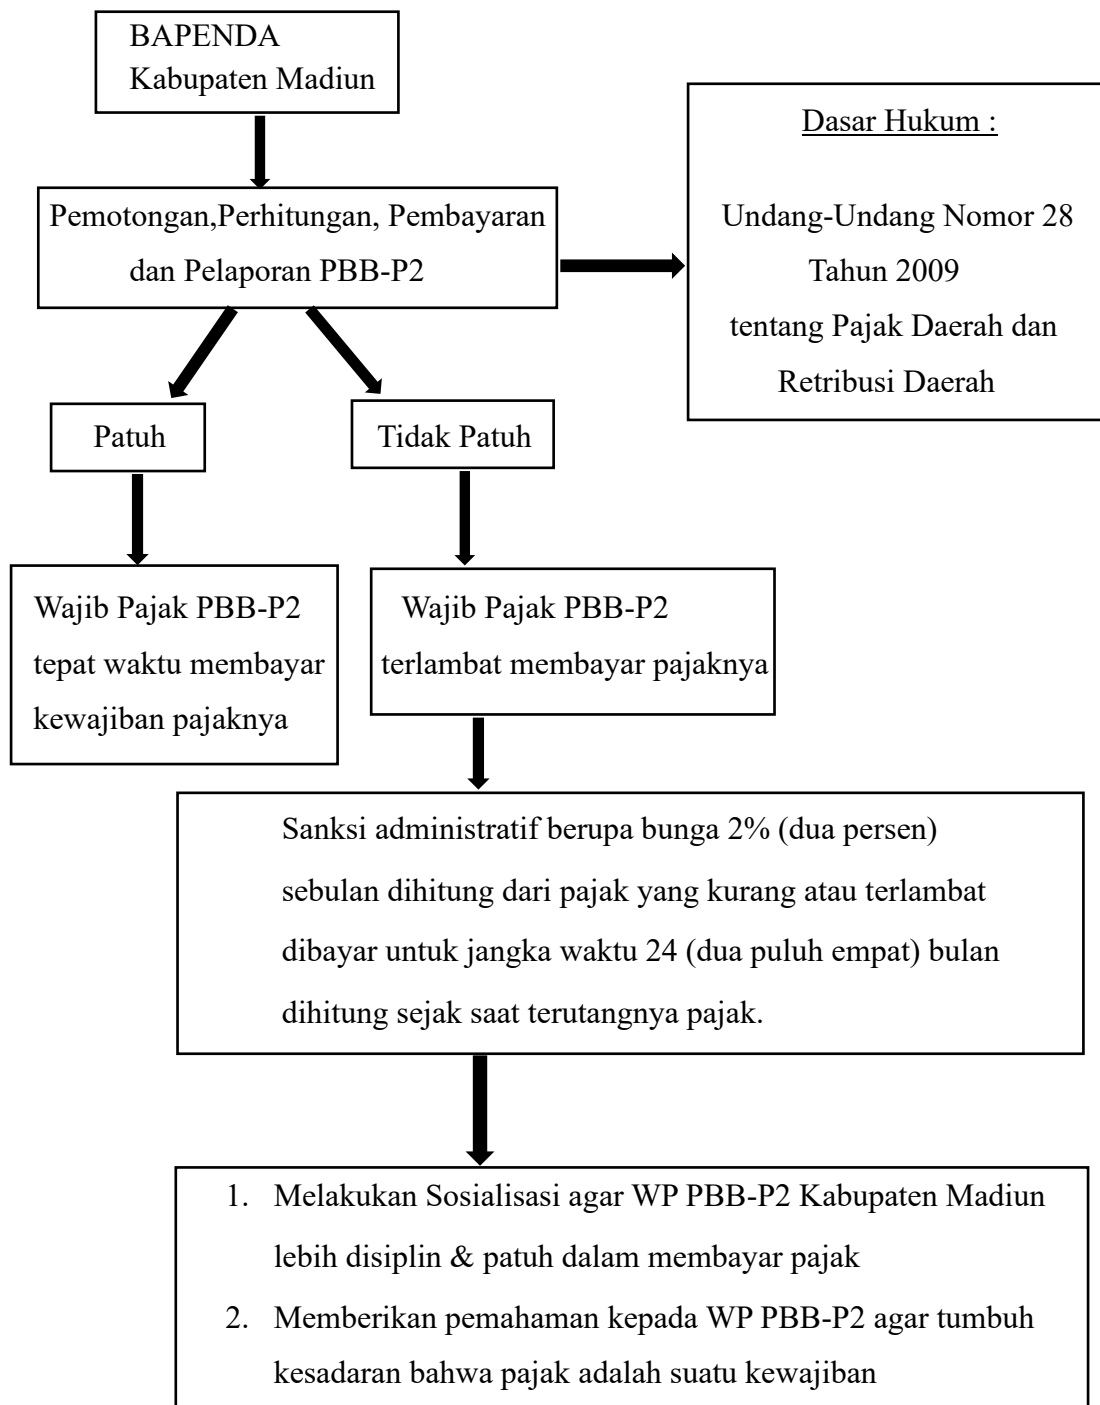 BAPENDA
Kabupaten Madiun
Dasar Hukum :
Undang-Undang Nomor 28
Tahun 2009
tentang Pajak Daerah dan
Retribusi Daerah
Pemotongan,Perhitungan, Pembayaran
dan Pelaporan PBB-P2
Patuh
Tidak Patuh
Wajib Pajak PBB-P2
tepat waktu membayar
kewajiban pajaknya
Wajib Pajak PBB-P2
terlambat membayar pajaknya
Sanksi administratif berupa bunga 2% (dua persen)
sebulan dihitung dari pajak yang kurang atau terlambat
dibayar untuk jangka waktu 24 (dua puluh empat) bulan
dihitung sejak saat terutangnya pajak.
1. Melakukan Sosialisasi agar WP PBB-P2 Kabupaten Madiun
lebih disiplin & patuh dalam membayar pajak
2. Memberikan pemahaman kepada WP PBB-P2 agar tumbuh
kesadaran bahwa pajak adalah suatu kewajiban